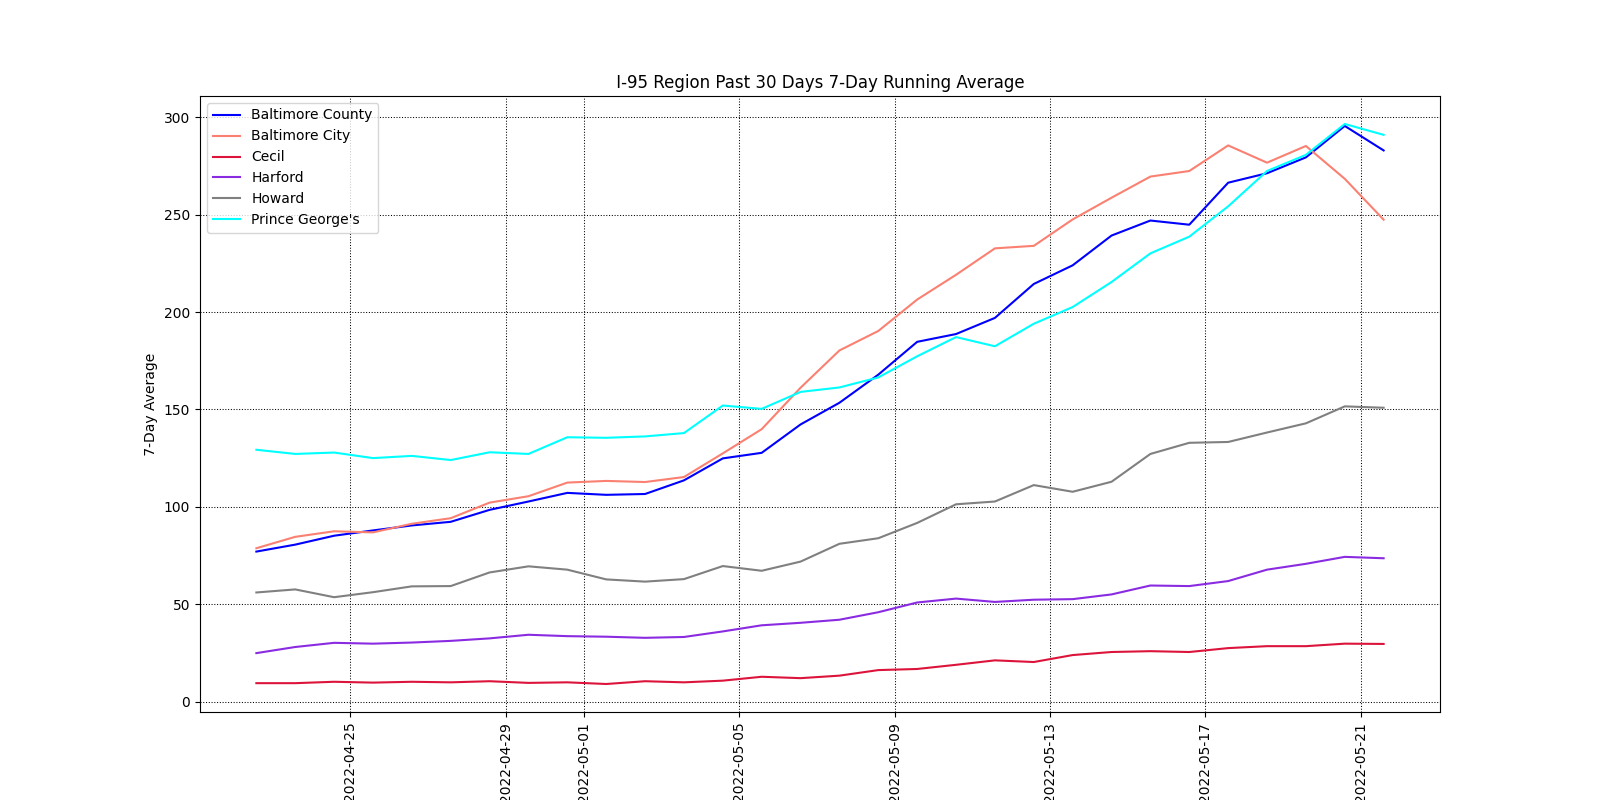 I-95 Region Past 30 Days 7-Day Running Average
Baltimore County
Baltimore City
Cecil
Harford
Howard
Prince George's
7-Day Average
300
250
200
150
100
50
0
2022-04-25
2022-04-29
2022-05-01
2022-05-05
2022-05-09
2022-05-13
2022-05-17
2022-05-21